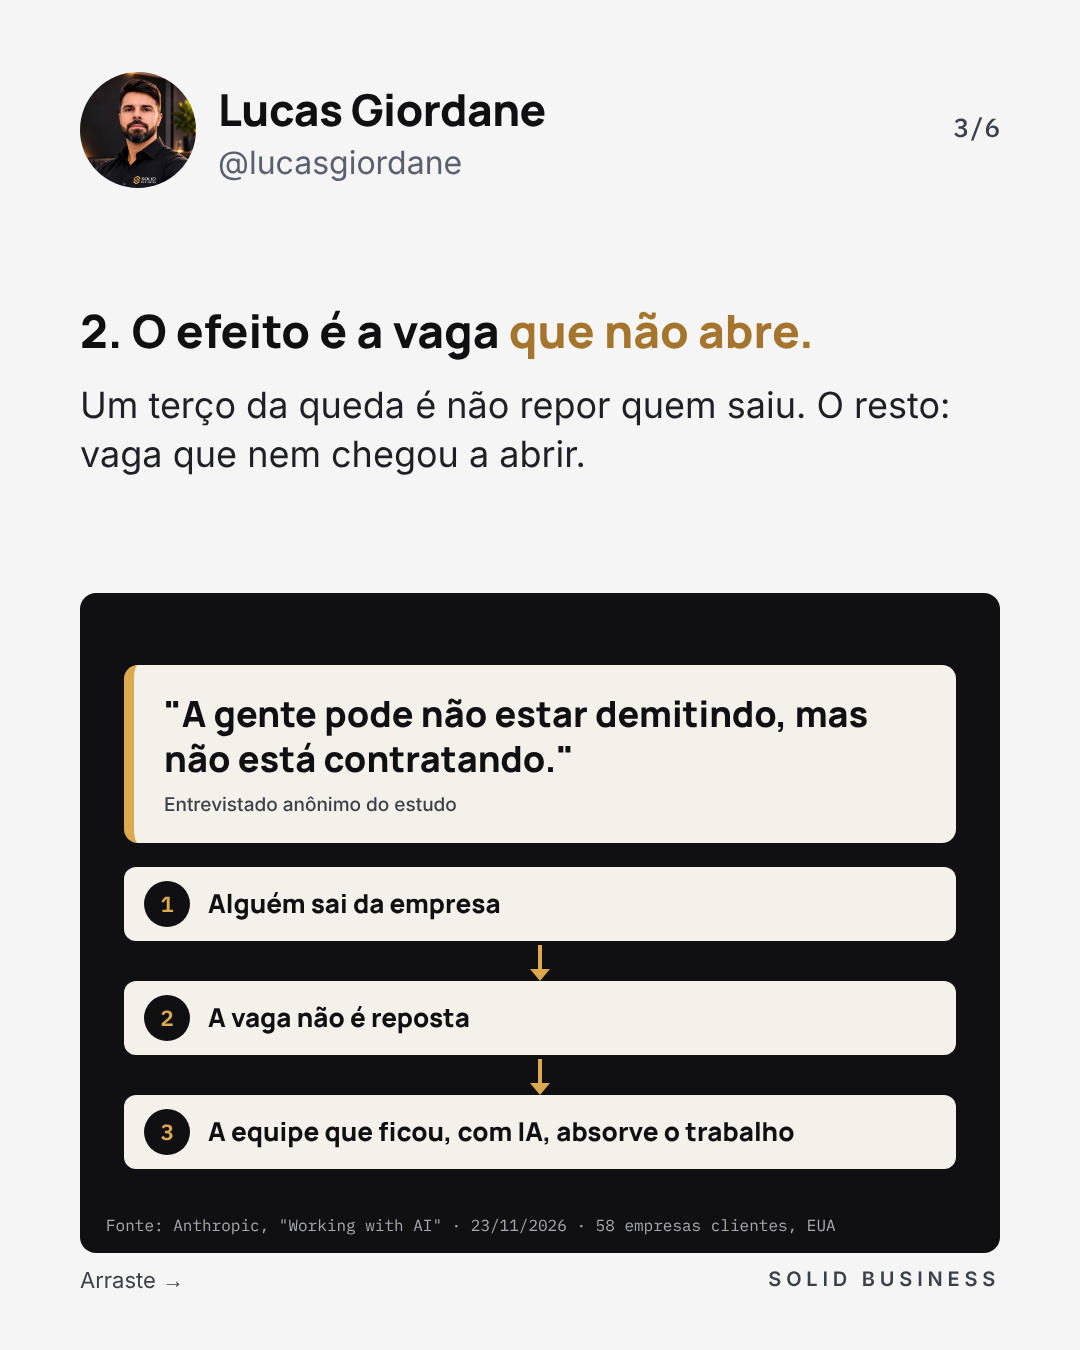 Lucas Giordane
@lucasgiordane
3/6
2. O efeito é a vaga que não abre.
Um terço da queda é não repor quem saiu. O resto:
vaga que nem chegou a abrir.
"A gente pode não estar demitindo, mas
não está contratando."
Entrevistado anônimo do estudo
1 Alguém sai da empresa
2 A vaga não é reposta
3 A equipe que ficou, com IA, absorve o trabalho
Fonte: Anthropic, "Working with AI" · 23/11/2026 · 58 empresas clientes, EUA
Arraste →
SOLID BUSINESS